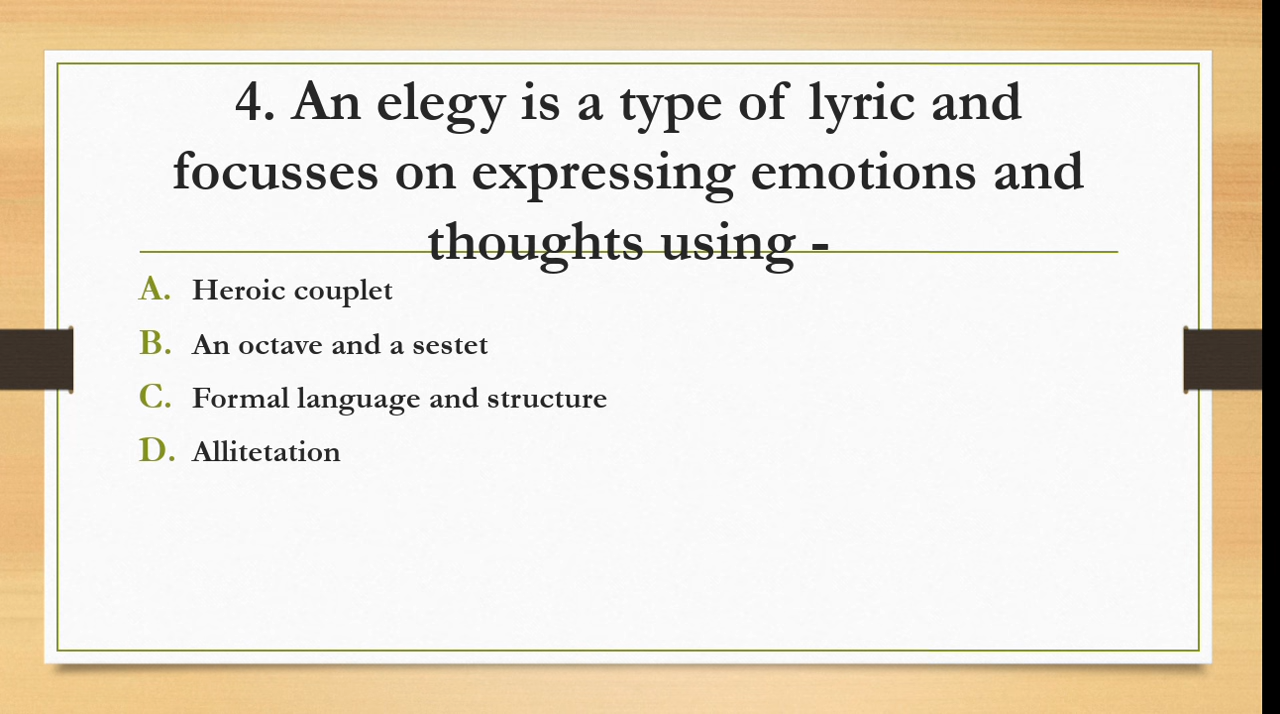 4. An elegy is a type of lyric and
focusses on expressing emotions and
thoughts using -
A. Heroic couplet
B. An octave and a sestet
C. Formal language and structure
D. Allitetation